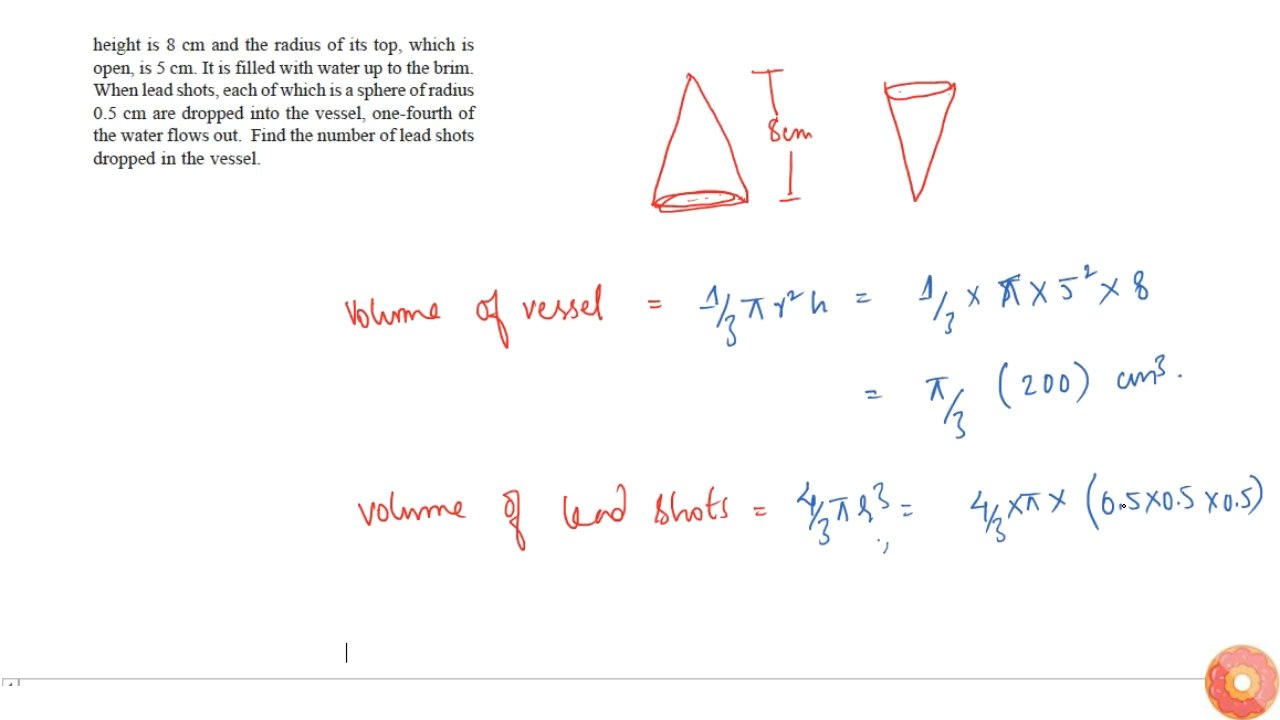 height is 8 cm and the radius of its top, which is
open, is 5 cm. It is filled with water up to the brim.
When lead shots, each of which is a sphere of radius
0.5 cm are dropped into the vessel, one-fourth of
the water flows out. Find the number of lead shots
dropped in the vessel.
8cm
volume of vessel = 1/3 π r² h = 1/3 × π × 5² × 8
= π/3 (200) cm³.
volume of lead shots = 4/3 π r³ = 4/3 × π × (0.5×0.5×0.5)